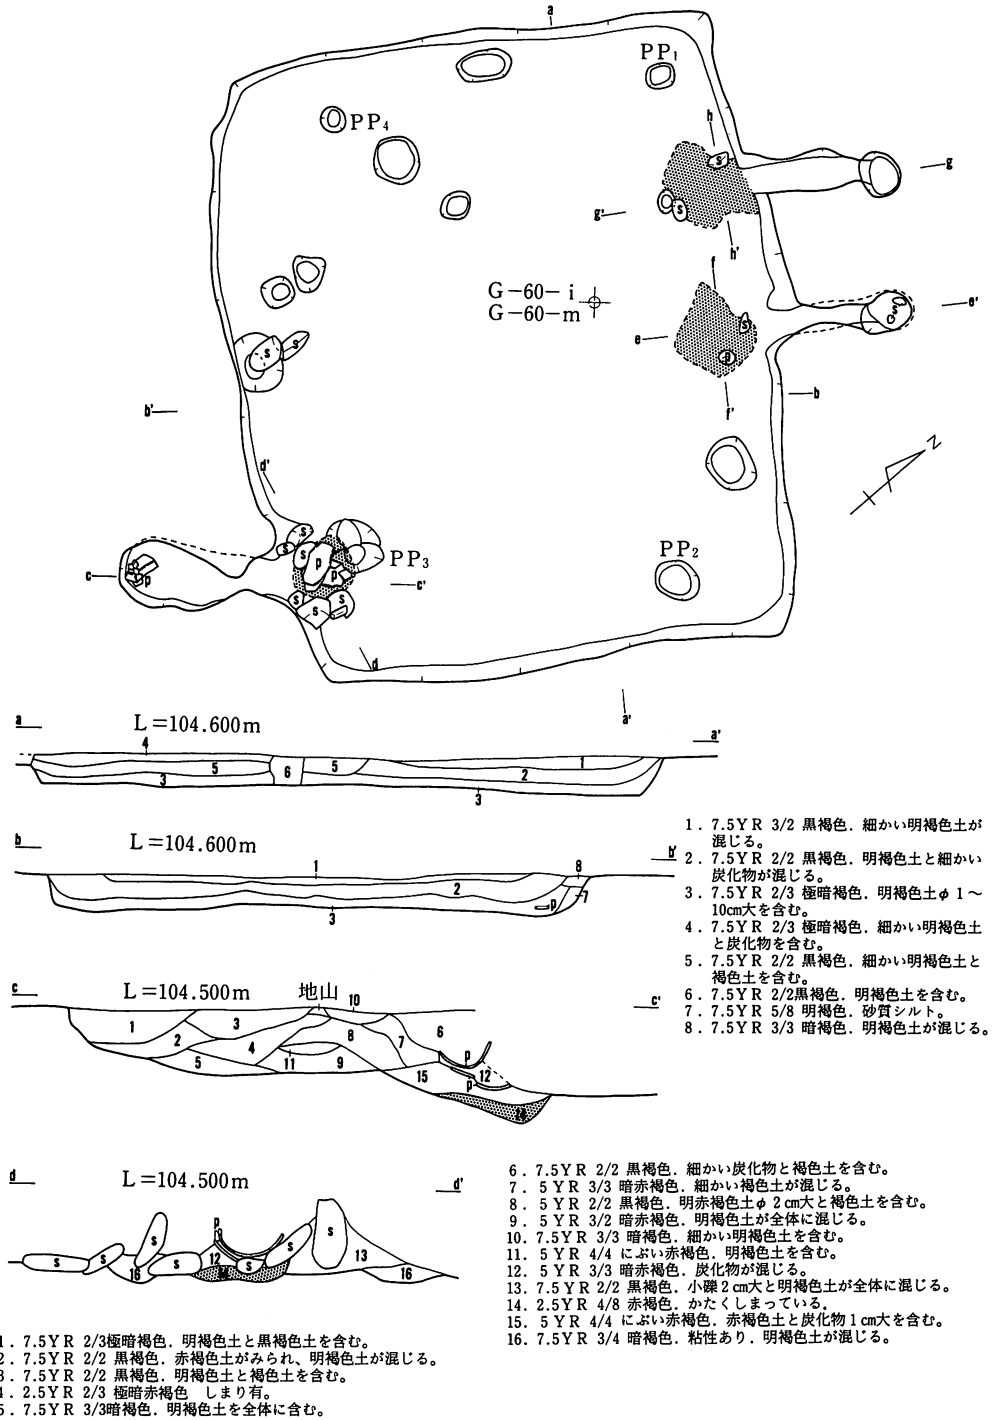 a
PP1
h
PP4
s
g
g'
s
h'
f
G-60-i
G-60-m
e'
s
s
e
s
s
p
b'
f'
b
d'
N
s
s
s
p
p
PP3
PP2
c
p
c'
s
s
s
d
a'
a
L=104.600m
a'
4
5
6
5
1
2
3
3
b
L=104.600m
b'
1
8
2
p
7
3
1. 7.5YR 3/2 黒褐色. 細かい明褐色土が
混じる。
2. 7.5YR 2/2 黒褐色. 明褐色土と細かい
炭化物が混じる。
3. 7.5YR 2/3 極暗褐色. 明褐色土φ1〜
10cm大を含む。
4. 7.5YR 2/3 極暗褐色. 細かい明褐色土
と炭化物を含む。
5. 7.5YR 2/2 黒褐色. 細かい明褐色土と
褐色土を含む。
6. 7.5YR 2/2黒褐色. 明褐色土を含む。
7. 7.5YR 5/8 明褐色. 砂質シルト。
8. 7.5YR 3/3 暗褐色. 明褐色土が混じる。
c
L=104.500m
地山
10
c'
1
3
8
6
2
4
7
p
5
11
9
15
12
p
14
d
L=104.500m
d'
p
s
s
s
s
s
12
s
s
13
16
16
6. 7.5YR 2/2 黒褐色. 細かい炭化物と褐色土を含む。
7. 5YR 3/3 暗赤褐色. 細かい褐色土が混じる。
8. 5YR 2/2 黒褐色. 明赤褐色土φ2cm大と褐色土を含む。
9. 5YR 3/2 暗赤褐色. 明褐色土が全体に混じる。
10. 7.5YR 3/3 暗褐色. 細かい明褐色土を含む。
11. 5YR 4/4 にぶい赤褐色. 明褐色土を含む。
12. 5YR 3/3 暗赤褐色. 炭化物が混じる。
13. 7.5YR 2/2 黒褐色. 小礫2cm大と明褐色土が全体に混じる。
14. 2.5YR 4/8 赤褐色. かたくしまっている.
15. 5YR 4/4 にぶい赤褐色. 赤褐色土と炭化物1cm大を含む。
16. 7.5YR 3/4 暗褐色. 粘性あり. 明褐色土が混じる。
1. 7.5YR 2/3極暗褐色. 明褐色土と黒褐色土を含む。
2. 7.5YR 2/2 黒褐色. 赤褐色土がみられ、明褐色土が混じる。
3. 7.5YR 2/2 黒褐色. 明褐色土と褐色土を含む。
4. 2.5YR 2/3 極暗赤褐色 しまり有。
5. 7.5YR 3/3暗褐色. 明褐色土を全体に含む。